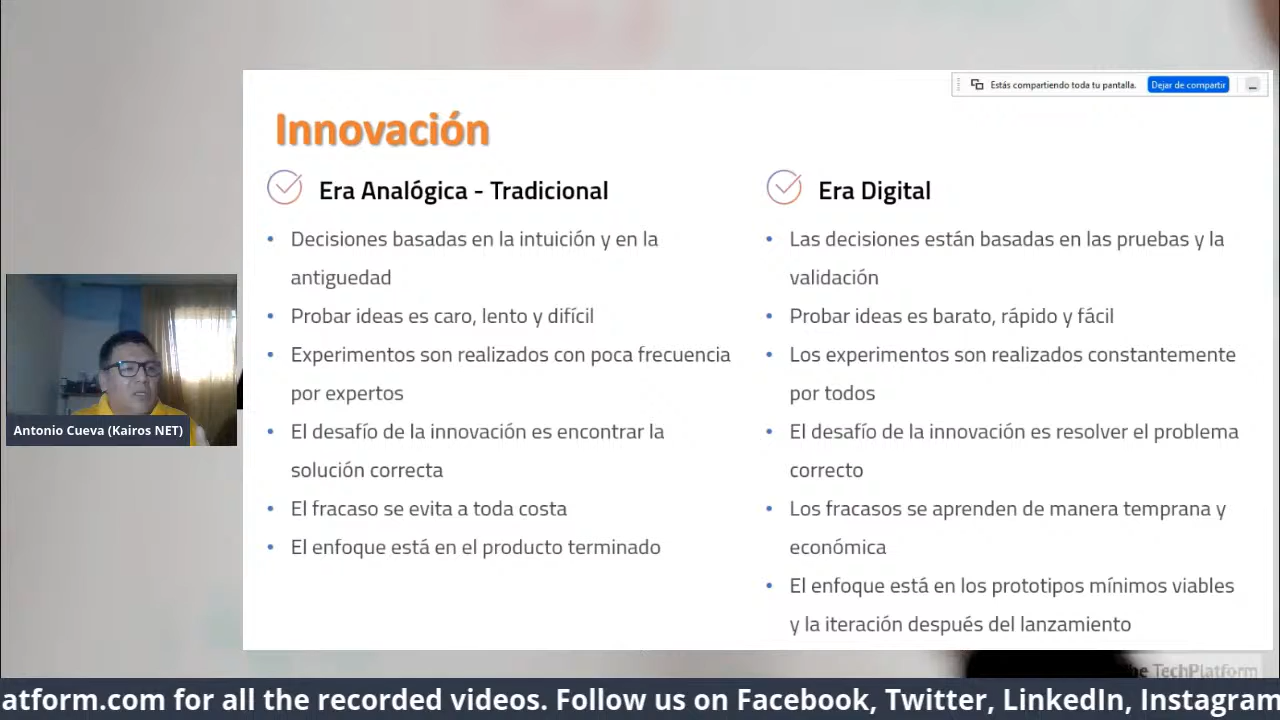 Estás compartiendo toda tu pantalla. Dejar de compartir
Innovación
Era Analógica - Tradicional
Decisiones basadas en la intuición y en la
antiguedad
Probar ideas es caro, lento y difícil
Experimentos son realizados con poca frecuencia
por expertos
El desafío de la innovación es encontrar la
solución correcta
El fracaso se evita a toda costa
El enfoque está en el producto terminado
Era Digital
Las decisiones están basadas en las pruebas y la
validación
Probar ideas es barato, rápido y fácil
Los experimentos son realizados constantemente
por todos
El desafío de la innovación es resolver el problema
correcto
Los fracasos se aprenden de manera temprana y
económica
El enfoque está en los prototipos mínimos viables
y la iteración después del lanzamiento
Antonio Cueva (Kairos NET)
he TechPlatform
atform.com for all the recorded videos. Follow us on Facebook, Twitter, LinkedIn, Instagram